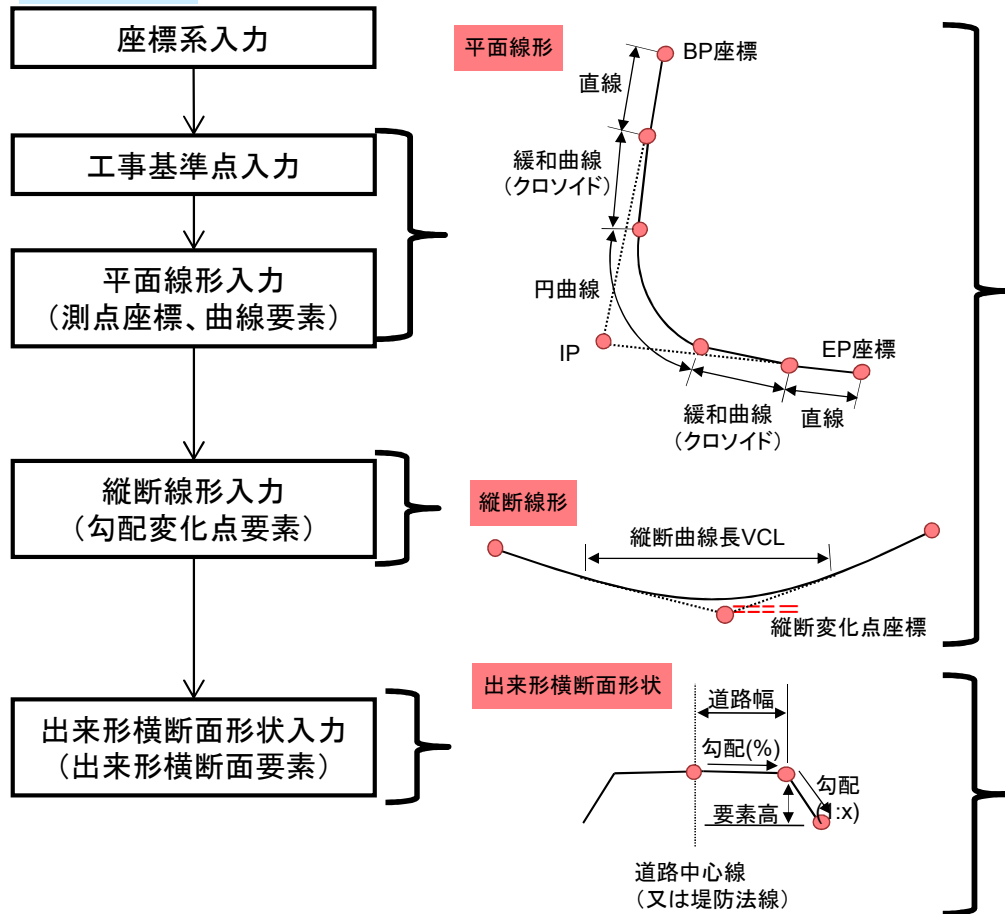 座標系入力
工事基準点入力
平面線形入力
（測点座標、曲線要素）
縦断線形入力
（勾配変化点要素）
出来形横断面形状入力
（出来形横断面要素）
平面線形
BP座標
直線
緩和曲線
（クロソイド）
円曲線
IP
EP座標
緩和曲線
（クロソイド）
直線
縦断線形
縦断曲線長VCL
縦断変化点座標
出来形横断面形状
道路幅
勾配(%)
勾配
(1:x)
要素高
道路中心線
（又は堤防法線）